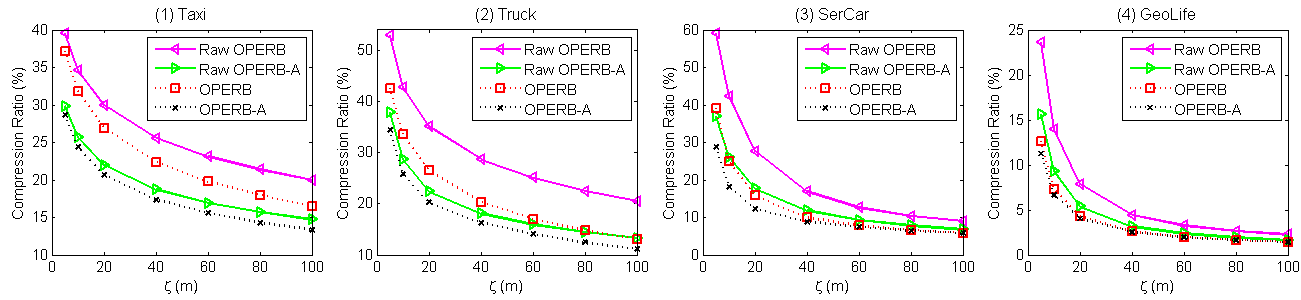 (1) Taxi
Compression Ratio (%)
40
35
30
25
20
15
10
Raw OPERB
Raw OPERB-A
OPERB
OPERB-A
0 20 40 60 80 100
ζ (m)
(2) Truck
Compression Ratio (%)
50
40
30
20
10
Raw OPERB
Raw OPERB-A
OPERB
OPERB-A
0 20 40 60 80 100
ζ (m)
(3) SerCar
Compression Ratio (%)
60
50
40
30
20
10
0
Raw OPERB
Raw OPERB-A
OPERB
OPERB-A
0 20 40 60 80 100
ζ (m)
(4) GeoLife
Compression Ratio (%)
25
20
15
10
5
0
Raw OPERB
Raw OPERB-A
OPERB
OPERB-A
0 20 40 60 80 100
ζ (m)